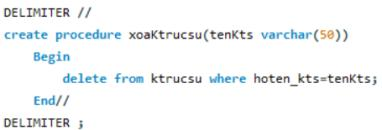 DELIMITER //
create procedure xoaKtrucsu(tenKts varchar(50))
Begin
delete from ktrucsu where hoten_kts=tenKts;
End//
DELIMITER ;